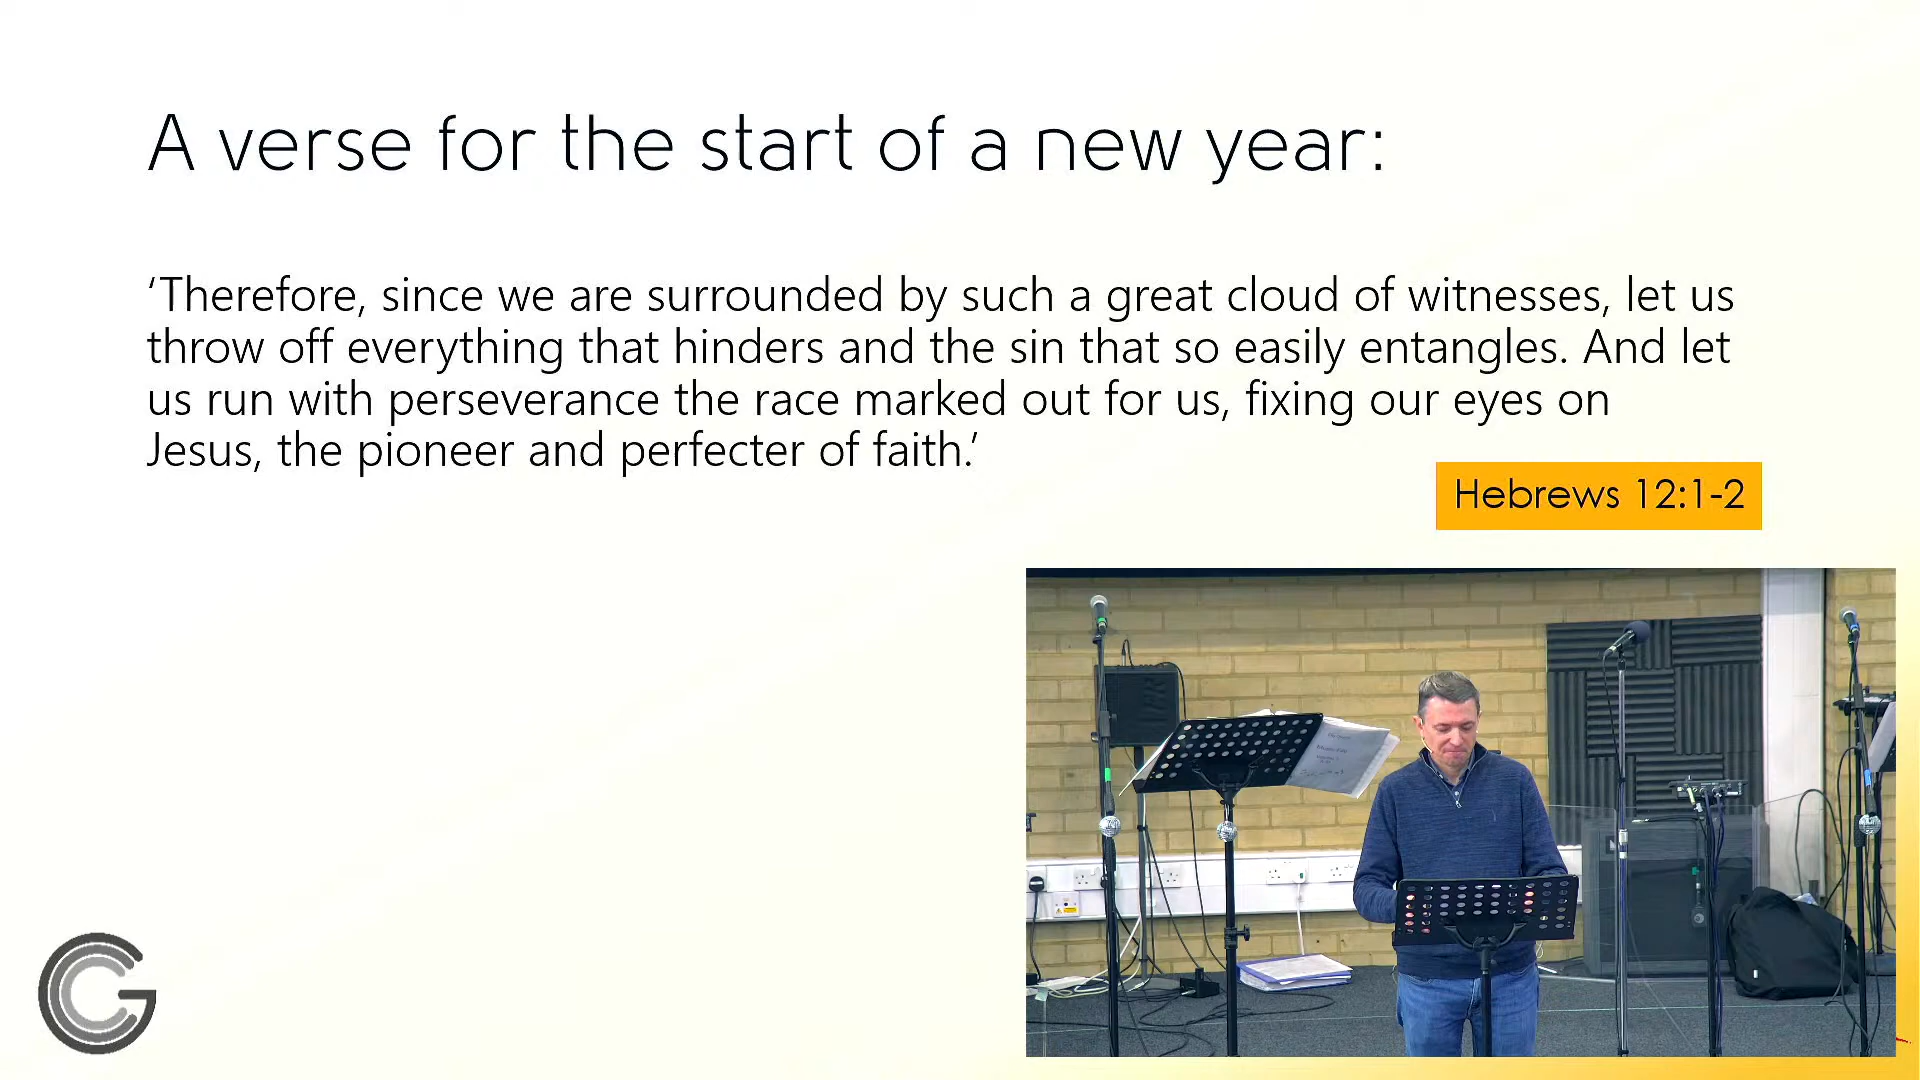 A verse for the start of a new year:
‘Therefore, since we are surrounded by such a great cloud of witnesses, let us
throw off everything that hinders and the sin that so easily entangles. And let
us run with perseverance the race marked out for us, fixing our eyes on
Jesus, the pioneer and perfecter of faith.’
Hebrews 12:1-2